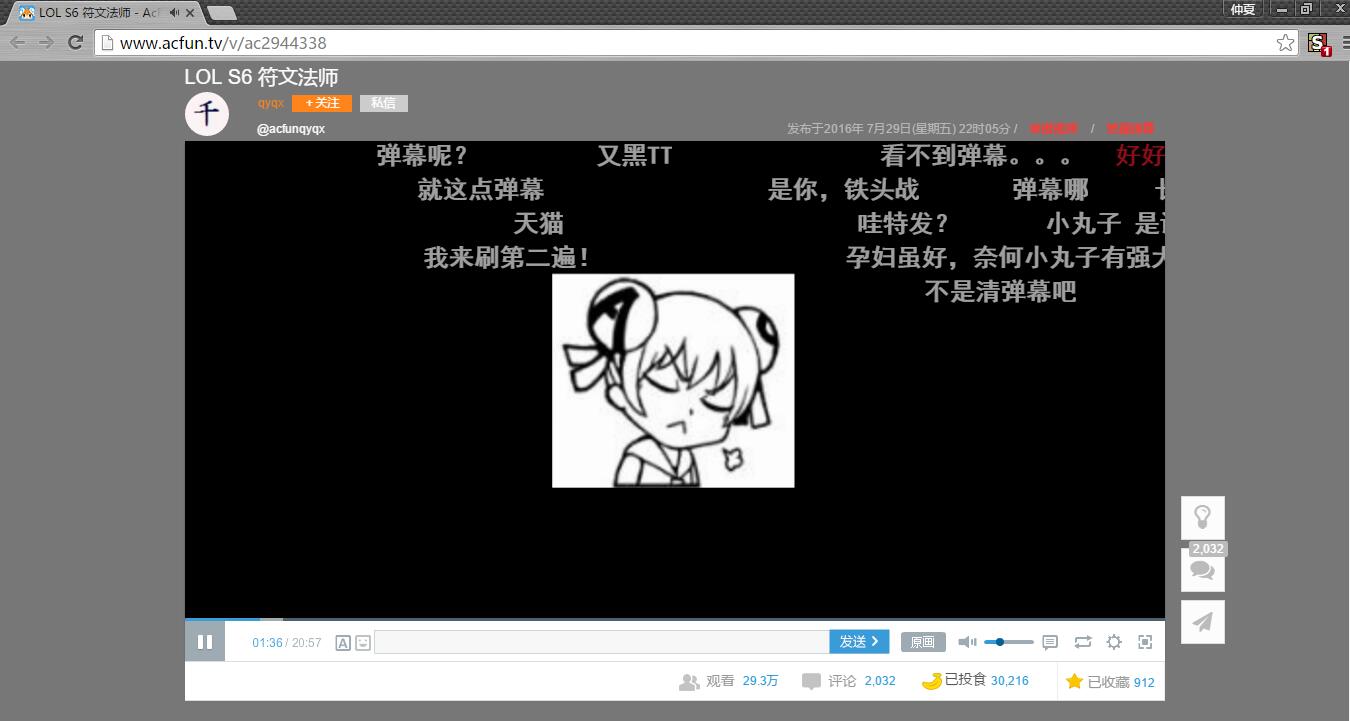 LOL S6 符文法师 - Ac
仲夏
www.acfun.tv/v/ac2944338
S 1
LOL S6 符文法师
千
qyqx +关注 私信
@acfunqyqx
发布于2016年 7月29日(星期五) 22时05分 / /
弹幕呢？ 又黑TT 看不到弹幕。。。 好好
就这点弹幕 是你，铁头战 弹幕哪
天猫 哇特发？ 小丸子 是
我来刷第二遍！ 孕妇虽好，奈何小丸子有强大
不是清弹幕吧
2,032
01:36 / 20:57 A 发送 原画
观看 29.3万 评论 2,032 已投食 30,216 已收藏 912